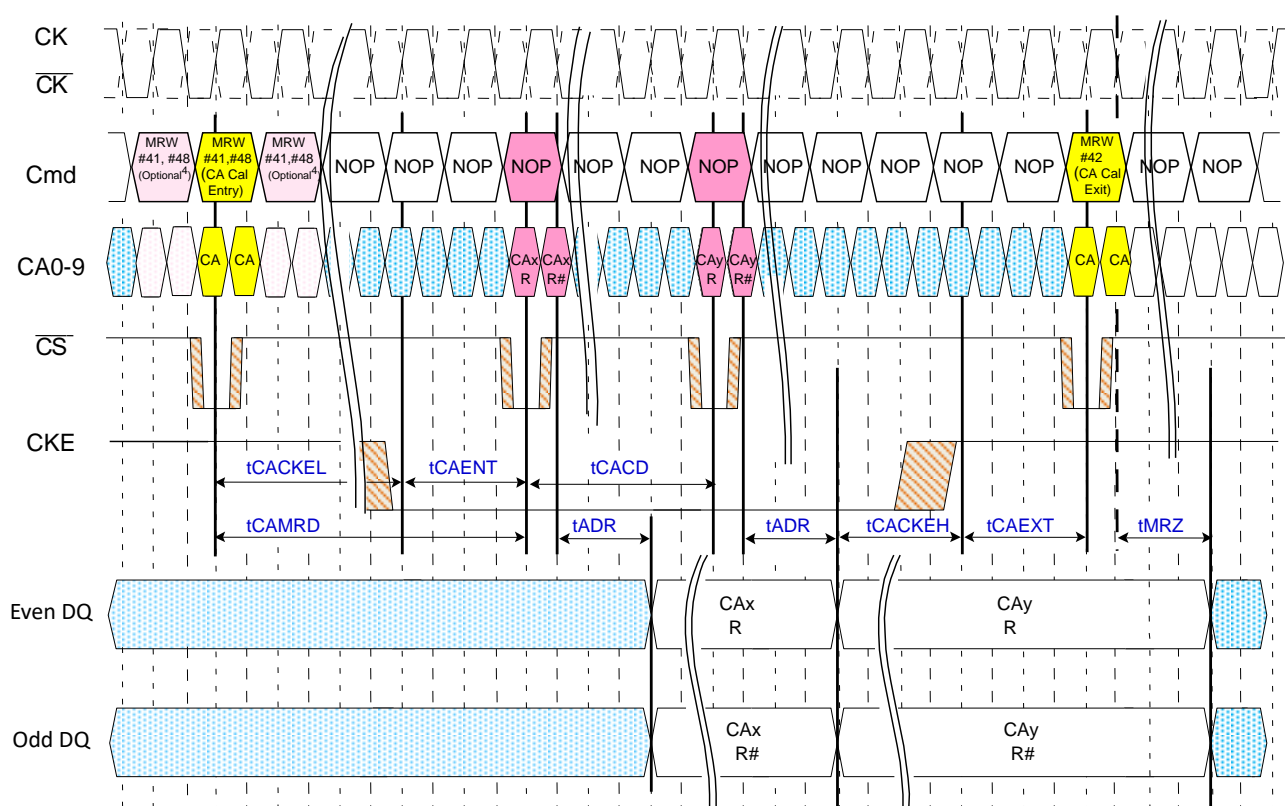 CK
CK
Cmd
MRW
#41, #48
(Optional4)
MRW
#41,#48
(CA Cal
Entry)
MRW
#41,#48
(Optional4
NOP
NOP
NOP
NOP
NOP
NOP
NOP
NOP
NOP
NOP
NOP
NOP
MRW
#42
(CA Cal
Exit)
NOP
NOP
CA0-9
CA
CA
CAx
R
CAx
R#
CAy
R
CAy
R#
CA
CA
CS
CKE
tCACKEL
tCAENT
tCACD
tCAMRD
tADR
tADR
tCACKEH
tCAEXT
tMRZ
Even DQ
CAx
R
CAy
R
Odd DQ
CAx
R#
CAy
R#